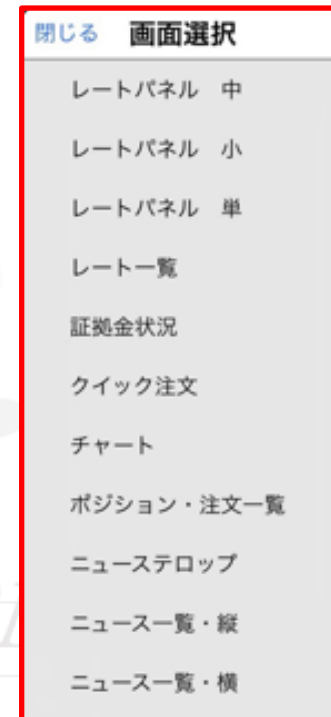 閉じる 画面選択
レートパネル 中
レートパネル 小
レートパネル 単
レート一覧
証拠金状況
クイック注文
チャート
ポジション・注文一覧
ニューステロップ
ニュース一覧・縦
ニュース一覧・横